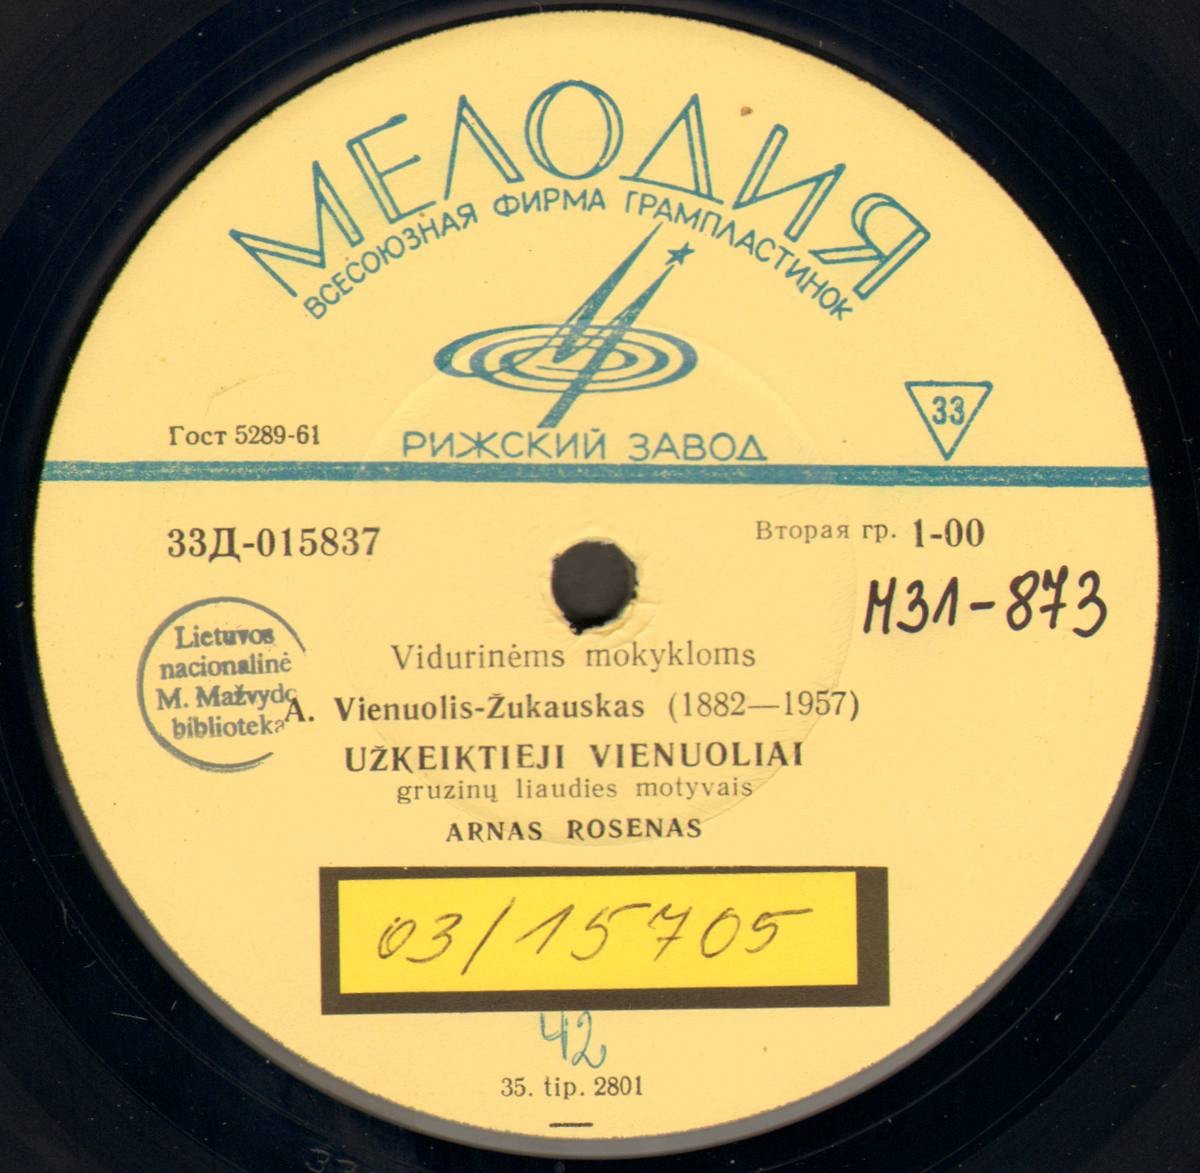 МЕЛОДИЯ
ВСЕСОЮЗНАЯ ФИРМА ГРАМПЛАСТИНОК
33
Гост 5289-61
РИЖСКИЙ ЗАВОД
33Д-015837
Вторая гр. 1-00
МЗЛ-873
Lietuvos
nacionalinė
M. Mažvydo
biblioteka
Vidurinėms mokykloms
A. Vienuolis-Žukauskas (1882—1957)
UŽKEIKTIEJI VIENUOLIAI
gruzinų liaudies motyvais
ARNAS ROSENAS
03/15705
42
35. tip. 2801